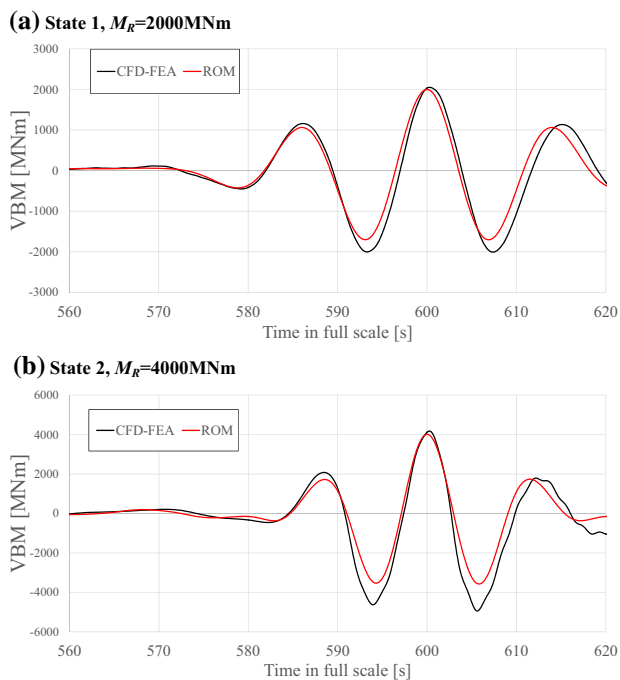 (a) State 1, M_R=2000MNm
CFD-FEA ROM
VBM [MNm]
3000
2000
1000
0
-1000
-2000
-3000
560 570 580 590 600 610 620
Time in full scale [s]
(b) State 2, M_R=4000MNm
CFD-FEA ROM
VBM [MNm]
6000
4000
2000
0
-2000
-4000
-6000
560 570 580 590 600 610 620
Time in full scale [s]